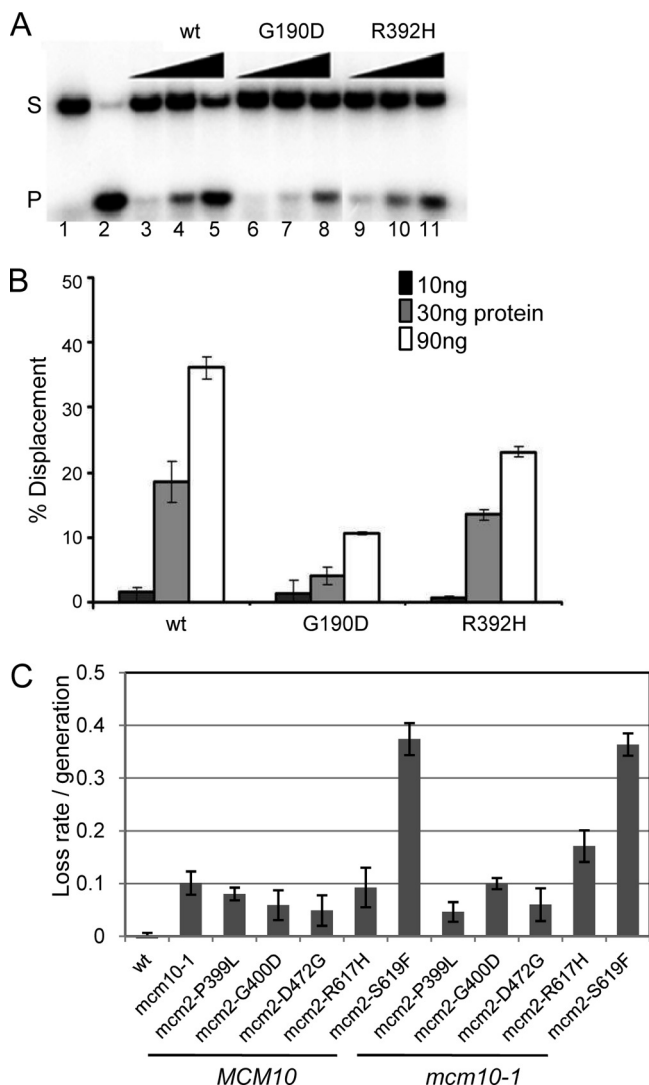 A
wt G190D R392H
S
P
1 2 3 4 5 6 7 8 9 10 11
B
50
40
30
20
10
0
% Displacement
10ng
30ng protein
90ng
wt G190D R392H
C
0.5
0.4
0.3
0.2
0.1
0
Loss rate / generation
wt
mcm10-1
mcm2-P399L
mcm2-G400D
mcm2-D472G
mcm2-R617H
mcm2-S619F
mcm2-P399L
mcm2-G400D
mcm2-D472G
mcm2-R617H
mcm2-S619F
MCM10 mcm10-1